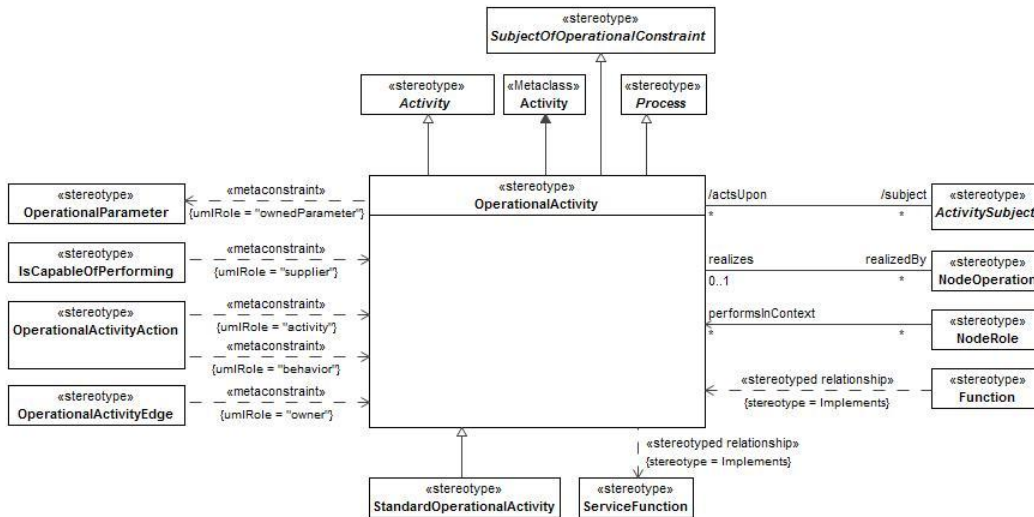 «stereotype»
SubjectOfOperationalConstraint
«stereotype»
Activity
«Metaclass»
Activity
«stereotype»
Process
«stereotype»
OperationalActivity
«stereotype»
OperationalParameter
«metaconstraint»
{umlRole = "ownedParameter"}
«stereotype»
IsCapableOfPerforming
«metaconstraint»
{umlRole = "supplier"}
«stereotype»
OperationalActivityAction
«metaconstraint»
{umlRole = "activity"}
«metaconstraint»
{umlRole = "behavior"}
«stereotype»
OperationalActivityEdge
«metaconstraint»
{umlRole = "owner"}
/actsUpon
/subject
*
*
«stereotype»
ActivitySubject
realizes
realizedBy
0..1
*
«stereotype»
NodeOperation
performsInContext
*
*
«stereotype»
NodeRole
«stereotyped relationship»
{stereotype = Implements}
«stereotype»
Function
«stereotyped relationship»
{stereotype = Implements}
«stereotype»
StandardOperationalActivity
«stereotype»
ServiceFunction